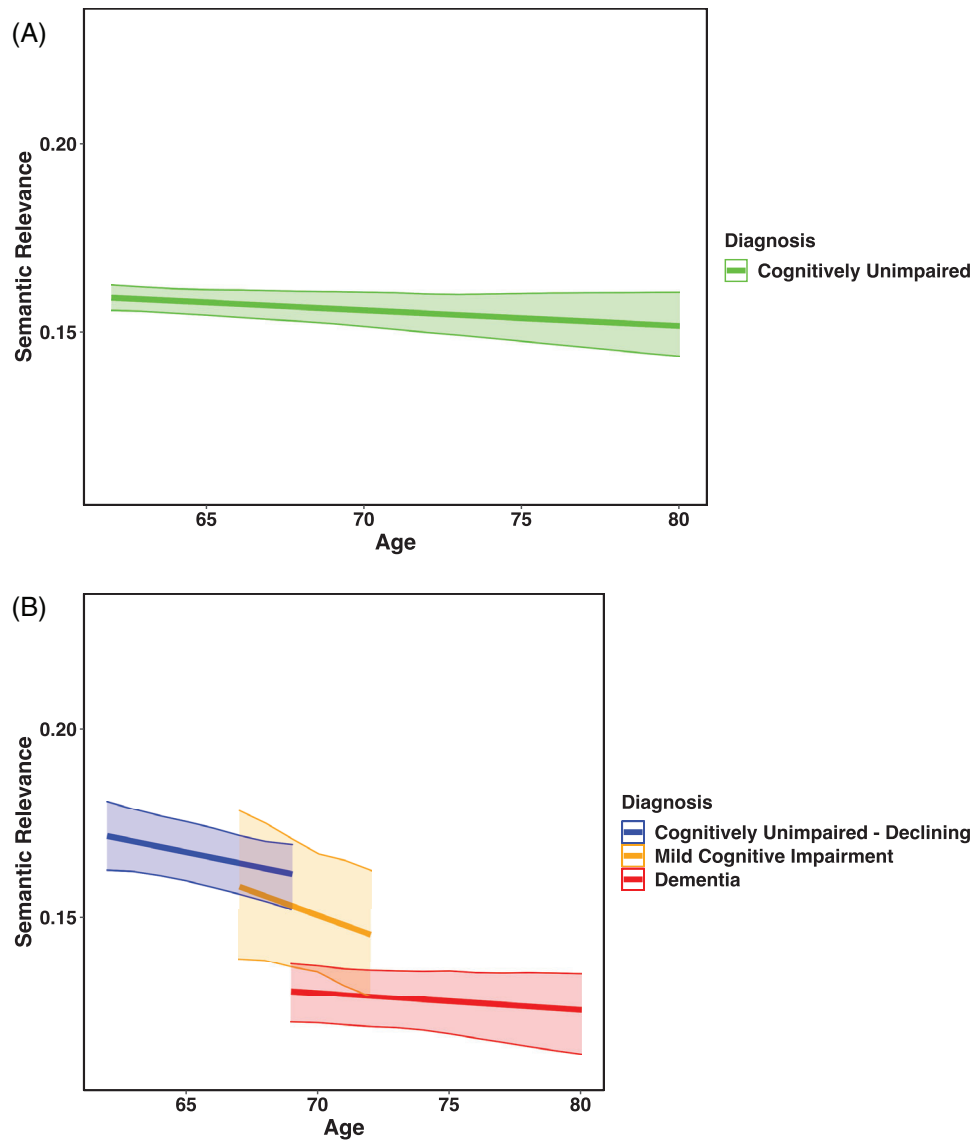 (A)
Semantic Relevance
0.20
0.15
65 70 75 80
Age
Diagnosis
Cognitively Unimpaired
(B)
Semantic Relevance
0.20
0.15
65 70 75 80
Age
Diagnosis
Cognitively Unimpaired - Declining
Mild Cognitive Impairment
Dementia